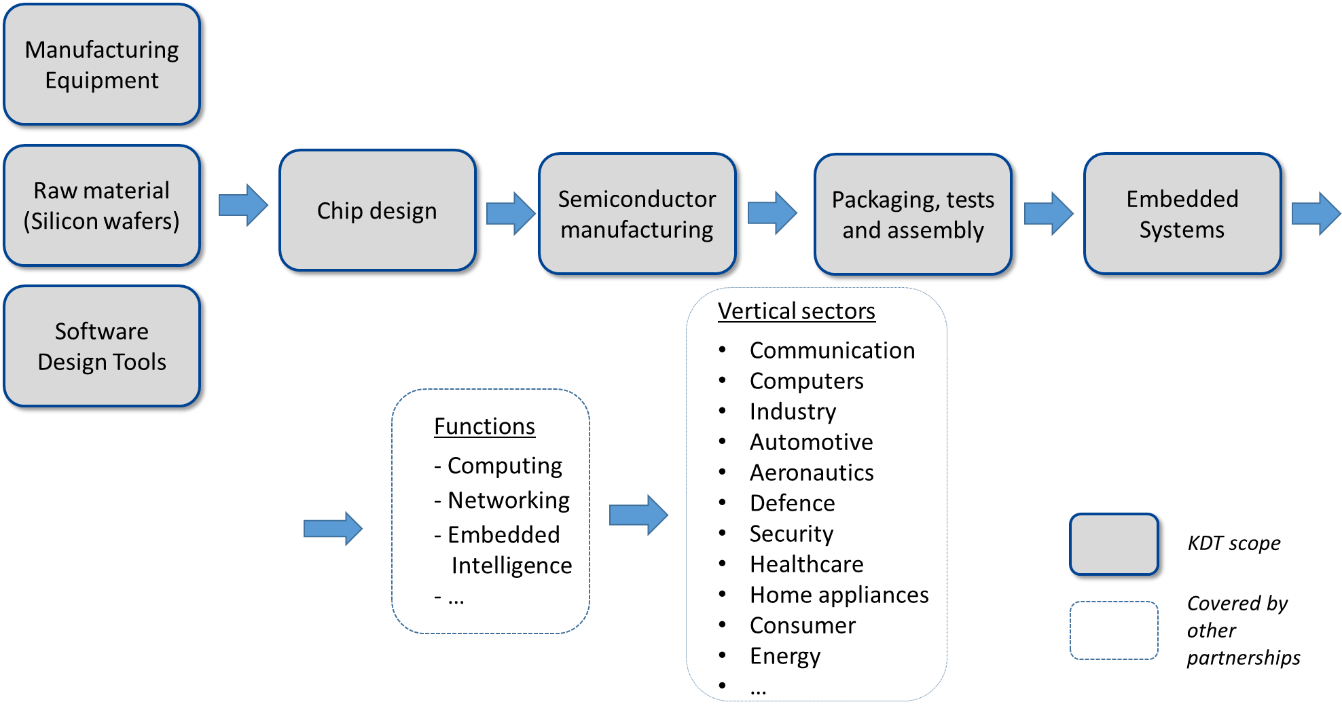 Manufacturing
Equipment
Raw material
(Silicon wafers)
Software
Design Tools
Chip design
Semiconductor
manufacturing
Packaging, tests
and assembly
Embedded
Systems
Functions
- Computing
- Networking
- Embedded
Intelligence
- ...
Vertical sectors
• Communication
• Computers
• Industry
• Automotive
• Aeronautics
• Defence
• Security
• Healthcare
• Home appliances
• Consumer
• Energy
• ...
KDT scope
Covered by
other
partnerships